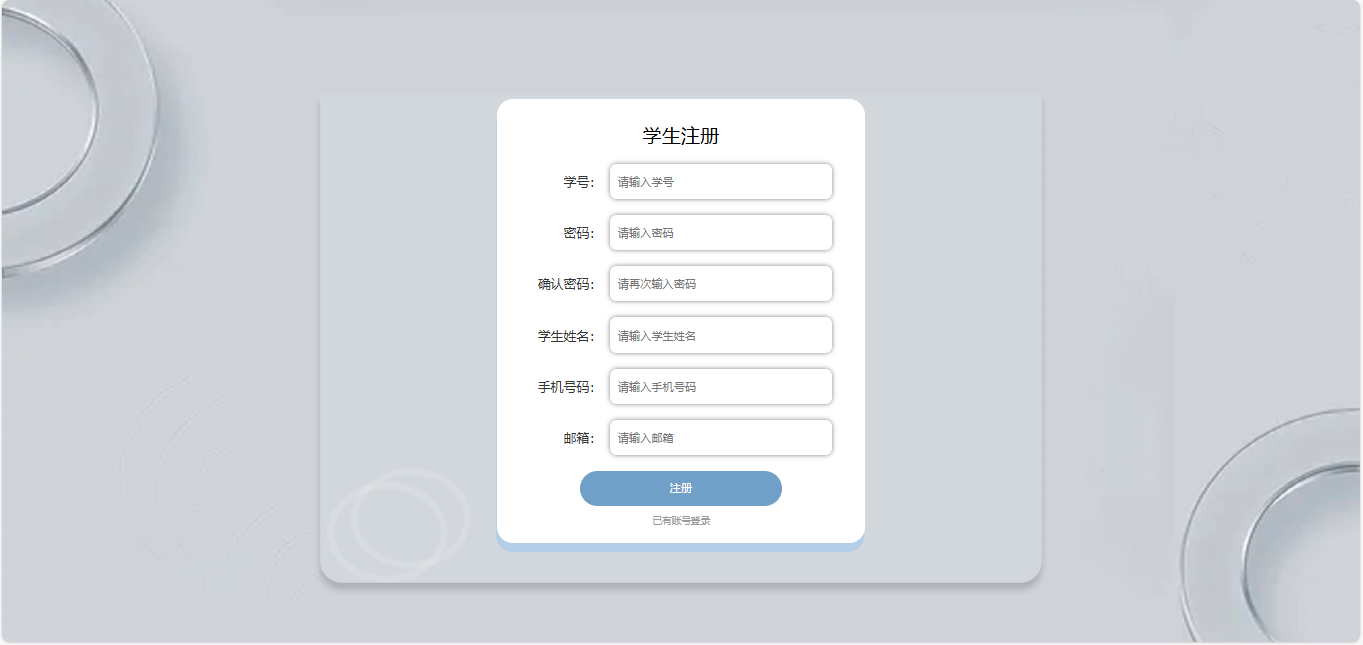 学生注册
学号： 请输入学号
密码： 请输入密码
确认密码： 请再次输入密码
学生姓名： 请输入学生姓名
手机号码： 请输入手机号码
邮箱： 请输入邮箱
注册
已有账号登录